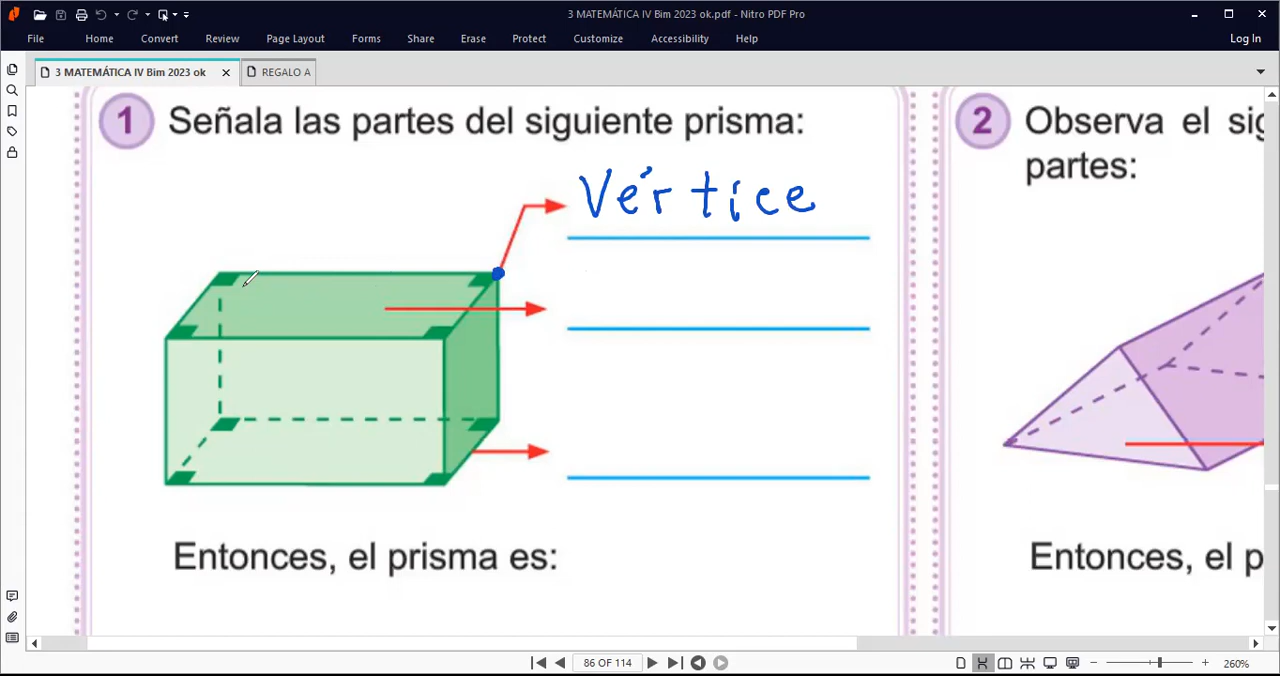 3 MATEMÁTICA IV Bim 2023 ok.pdf - Nitro PDF Pro
File Home Convert Review Page Layout Forms Share Erase Protect Customize Accessibility Help Log In
3 MATEMÁTICA IV Bim 2023 ok REGALO A
1 Señala las partes del siguiente prisma:
Vértice
Entonces, el prisma es:
2 Observa el sig
partes:
Entonces, el p
86 OF 114
260%